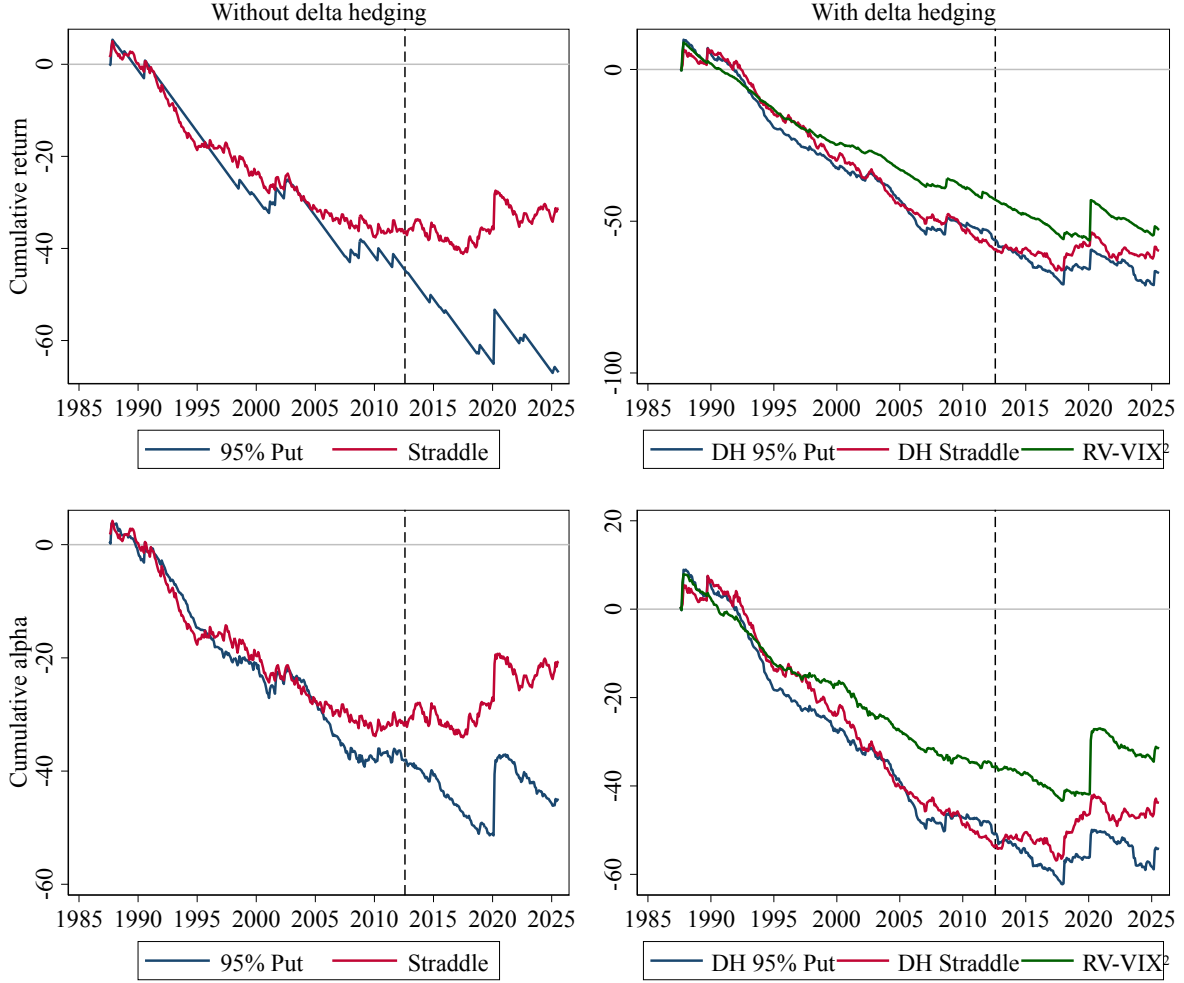 Without delta hedging
With delta hedging
Cumulative return
0
-20
-40
-60
1985 1990 1995 2000 2005 2010 2015 2020 2025
95% Put Straddle
0
-50
-100
1985 1990 1995 2000 2005 2010 2015 2020 2025
DH 95% Put DH Straddle RV-VIX²
Cumulative alpha
0
-20
-40
-60
1985 1990 1995 2000 2005 2010 2015 2020 2025
95% Put Straddle
20
0
-20
-40
-60
1985 1990 1995 2000 2005 2010 2015 2020 2025
DH 95% Put DH Straddle RV-VIX²